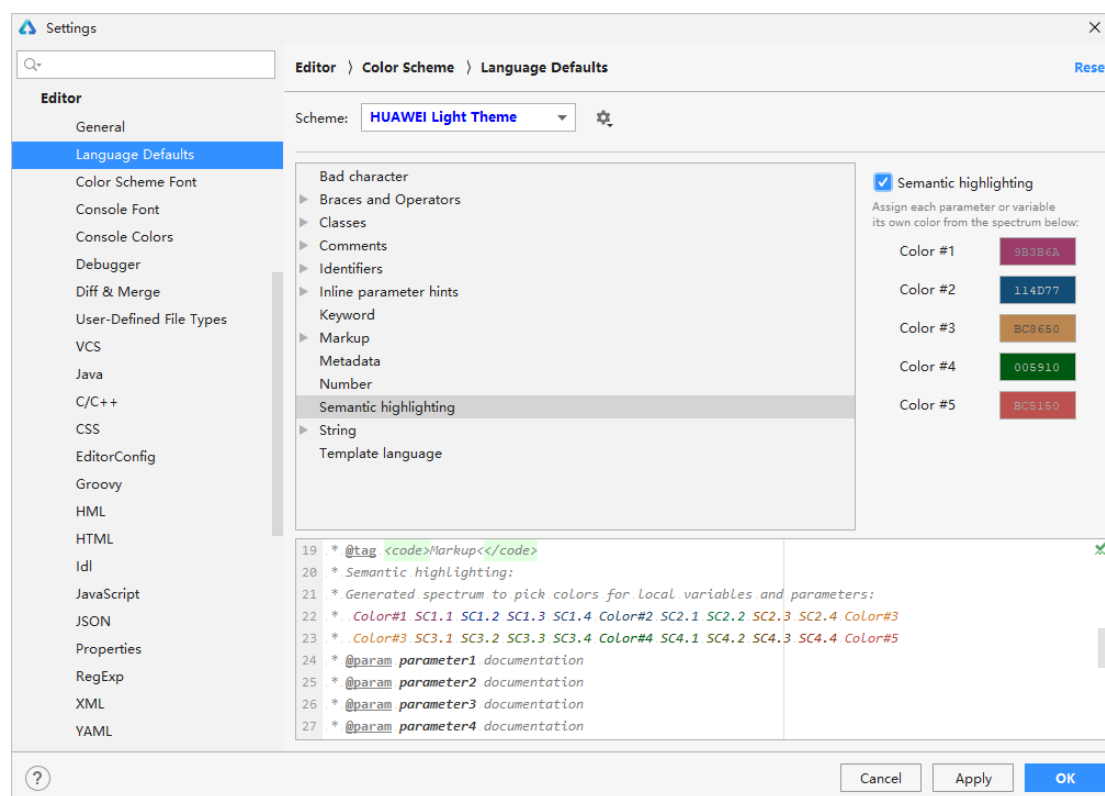 Settings
Editor 〉 Color Scheme 〉 Language Defaults
Rese
Editor
General
Language Defaults
Color Scheme Font
Console Font
Console Colors
Debugger
Diff & Merge
User-Defined File Types
VCS
Java
C/C++
CSS
EditorConfig
Groovy
HML
HTML
Idl
JavaScript
JSON
Properties
RegExp
XML
YAML
Scheme: HUAWEI Light Theme
Bad character
Braces and Operators
Classes
Comments
Identifiers
Inline parameter hints
Keyword
Markup
Metadata
Number
Semantic highlighting
String
Template language
Semantic highlighting
Assign each parameter or variable
its own color from the spectrum below:
Color #1 9B3B6A
Color #2 114D77
Color #3 BC8650
Color #4 005910
Color #5 BC5150
19 * @tag <code>Markup<</code>
20 * Semantic highlighting:
21 * Generated spectrum to pick colors for local variables and parameters:
22 * Color#1 SC1.1 SC1.2 SC1.3 SC1.4 Color#2 SC2.1 SC2.2 SC2.3 SC2.4 Color#3
23 * Color#3 SC3.1 SC3.2 SC3.3 SC3.4 Color#4 SC4.1 SC4.2 SC4.3 SC4.4 Color#5
24 * @param parameter1 documentation
25 * @param parameter2 documentation
26 * @param parameter3 documentation
27 * @param parameter4 documentation
?
Cancel Apply OK